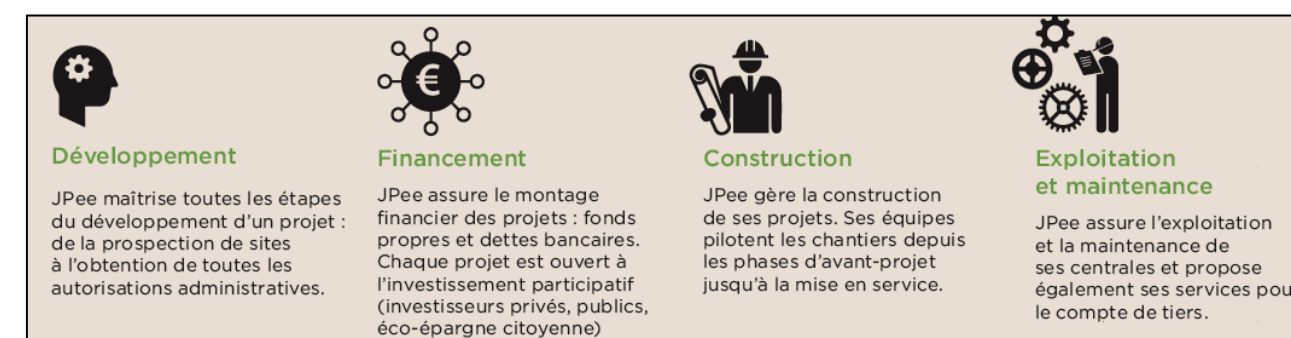 Développement
JPee maîtrise toutes les étapes
du développement d'un projet :
de la prospection de sites
à l'obtention de toutes les
autorisations administratives.
€
Financement
JPee assure le montage
financier des projets : fonds
propres et dettes bancaires.
Chaque projet est ouvert à
l'investissement participatif
(investisseurs privés, publics,
éco-épargne citoyenne)
Construction
JPee gère la construction
de ses projets. Ses équipes
pilotent les chantiers depuis
les phases d'avant-projet
jusqu'à la mise en service.
Exploitation
et maintenance
JPee assure l'exploitation
et la maintenance de
ses centrales et propose
également ses services pou
le compte de tiers.